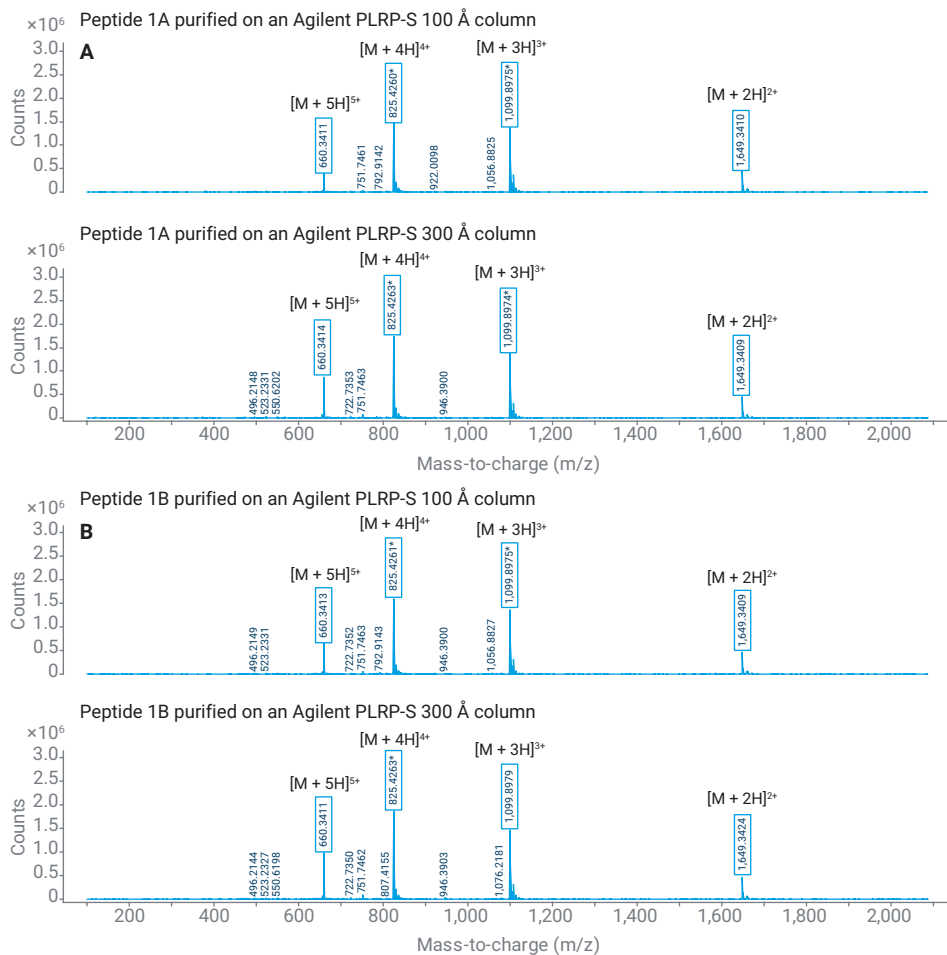 Peptide 1A purified on an Agilent PLRP-S 100 Å column
×10⁶
A
Counts
3.0
2.5
2.0
1.5
1.0
0.5
0
[M + 5H]⁵⁺
[M + 4H]⁴⁺
[M + 3H]³⁺
[M + 2H]²⁺
660.3411
751.7461
792.9142
825.4260*
922.0098
1,056.8825
1,099.8975*
1,649.3410
Peptide 1A purified on an Agilent PLRP-S 300 Å column
×10⁶
Counts
3.0
2.5
2.0
1.5
1.0
0.5
0
[M + 5H]⁵⁺
[M + 4H]⁴⁺
[M + 3H]³⁺
[M + 2H]²⁺
496.2148
523.2331
550.6202
660.3414
722.7353
751.7463
825.4263*
946.3900
1,099.8974*
1,649.3409
200 400 600 800 1,000 1,200 1,400 1,600 1,800 2,000
Mass-to-charge (m/z)
Peptide 1B purified on an Agilent PLRP-S 100 Å column
×10⁶
B
Counts
3.0
2.5
2.0
1.5
1.0
0.5
0
[M + 5H]⁵⁺
[M + 4H]⁴⁺
[M + 3H]³⁺
[M + 2H]²⁺
496.2149
523.2331
660.3413
722.7352
751.7463
792.9143
825.4261*
946.3900
1,056.8827
1,099.8975*
1,649.3409
Peptide 1B purified on an Agilent PLRP-S 300 Å column
×10⁶
Counts
3.0
2.5
2.0
1.5
1.0
0.5
0
[M + 5H]⁵⁺
[M + 4H]⁴⁺
[M + 3H]³⁺
[M + 2H]²⁺
496.2144
523.2327
550.6198
660.3411
722.7350
751.7462
807.4155
825.4263*
946.3903
1,076.2181
1,099.8979
1,649.3424
200 400 600 800 1,000 1,200 1,400 1,600 1,800 2,000
Mass-to-charge (m/z)